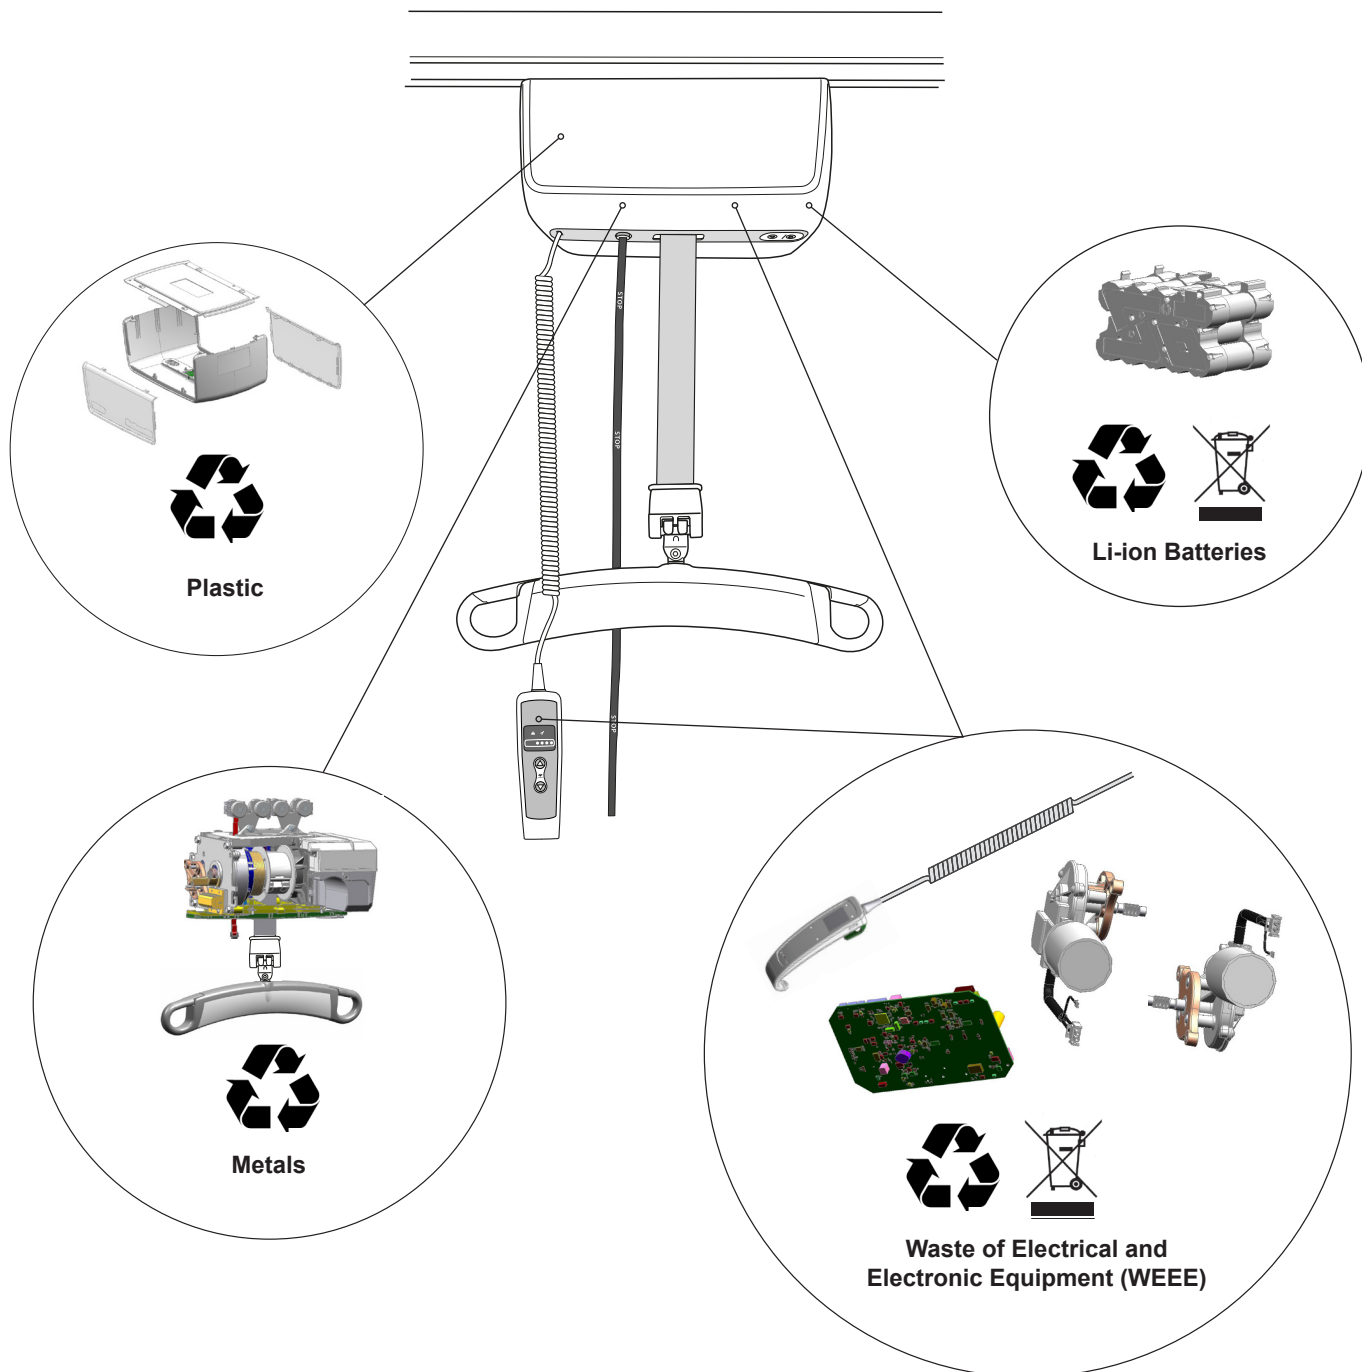 STOP
STOP
STOP
Plastic
Li-ion Batteries
Metals
Waste of Electrical and
Electronic Equipment (WEEE)